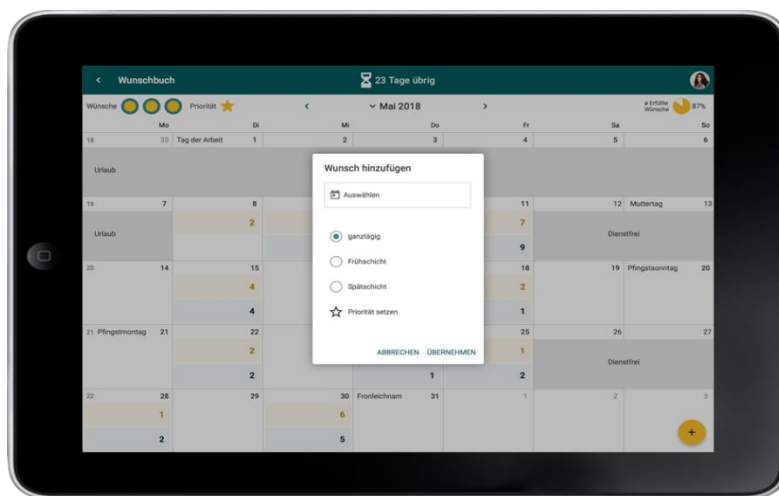 Wunschbuch
23 Tage übrig
Wünsche
Priorität
Mai 2018
ø Erfüllte
Wünsche
87%
Mo Di Mi Do Fr Sa So
18 30 Tag der Arbeit 1 2 3 4 5 6
Urlaub
Wunsch hinzufügen
Auswählen
ganztägig
Frühschicht
Spätschicht
Priorität setzen
ABBRECHEN ÜBERNEHMEN
19 7 8 11 12 Muttertag 13
Urlaub 2 7 Dienstfrei
9
20 14 15 18 19 Pfingstsonntag 20
4 2
4 1
21 Pfingstmontag 21 22 25 26 27
2 1 Dienstfrei
2 1 2
22 28 29 30 Fronleichnam 31 1 2 3
1 6
2 5
+